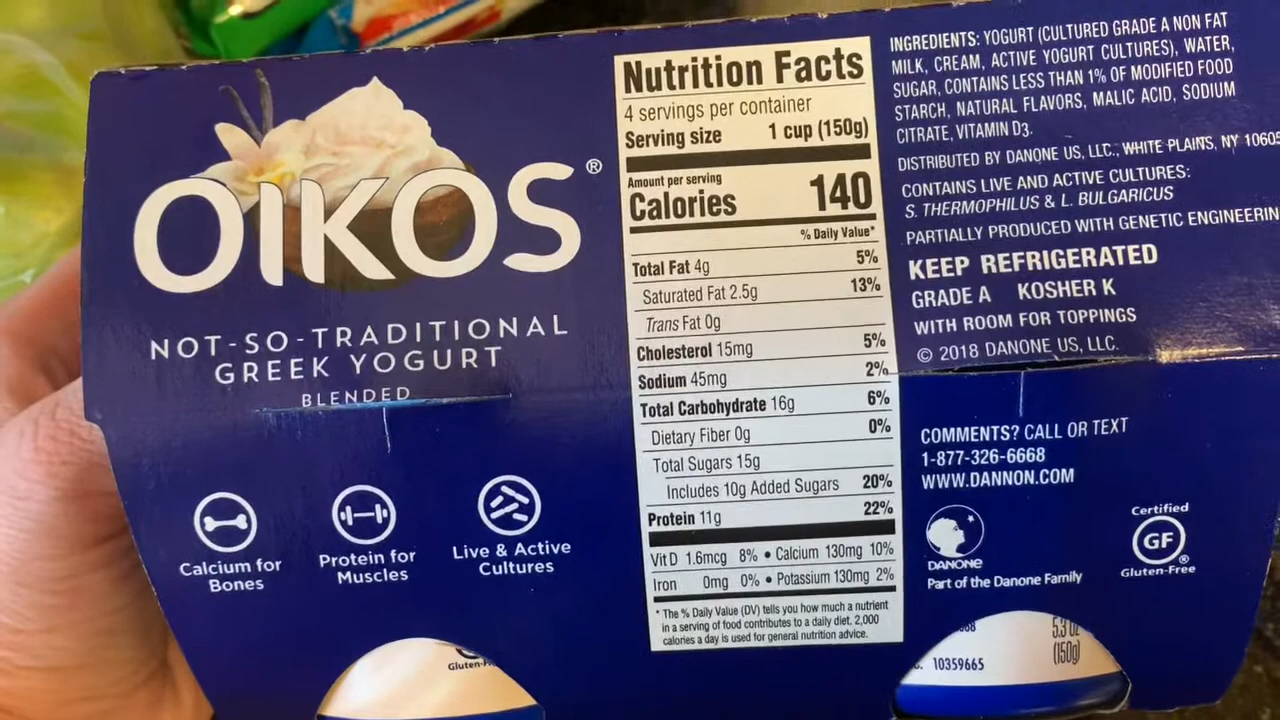 OIKOS®
NOT-SO-TRADITIONAL
GREEK YOGURT
BLENDED
Calcium for
Bones
Protein for
Muscles
Live & Active
Cultures
Nutrition Facts
4 servings per container
Serving size 1 cup (150g)
Amount per serving
Calories 140
% Daily Value*
Total Fat 4g 5%
Saturated Fat 2.5g 13%
Trans Fat 0g
Cholesterol 15mg 5%
Sodium 45mg 2%
Total Carbohydrate 16g 6%
Dietary Fiber 0g 0%
Total Sugars 15g
Includes 10g Added Sugars 20%
Protein 11g 22%
Vit D 1.6mcg 8% • Calcium 130mg 10%
Iron 0mg 0% • Potassium 130mg 2%
* The % Daily Value (DV) tells you how much a nutrient
in a serving of food contributes to a daily diet. 2,000
calories a day is used for general nutrition advice.
INGREDIENTS: YOGURT (CULTURED GRADE A NON FAT
MILK, CREAM, ACTIVE YOGURT CULTURES), WATER,
SUGAR, CONTAINS LESS THAN 1% OF MODIFIED FOOD
STARCH, NATURAL FLAVORS, MALIC ACID, SODIUM
CITRATE, VITAMIN D3.
DISTRIBUTED BY DANONE US, LLC., WHITE PLAINS, NY 10605
CONTAINS LIVE AND ACTIVE CULTURES:
S. THERMOPHILUS & L. BULGARICUS
PARTIALLY PRODUCED WITH GENETIC ENGINEERIN
KEEP REFRIGERATED
GRADE A KOSHER K
WITH ROOM FOR TOPPINGS
© 2018 DANONE US, LLC.
COMMENTS? CALL OR TEXT
1-877-326-6668
WWW.DANNON.COM
DANONE
Part of the Danone Family
Certified
GF®
Gluten-Free
Gluten-
5.3 oz
(150g)
10359665